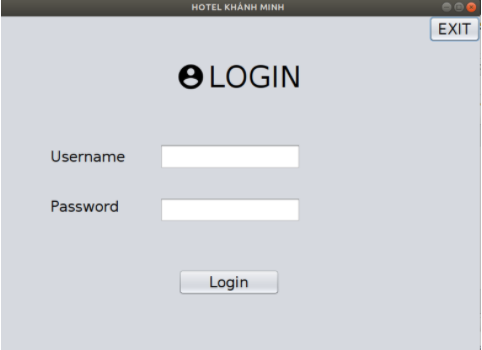 HOTEL KHÁNH MINH
EXIT
LOGIN
Username
Password
Login